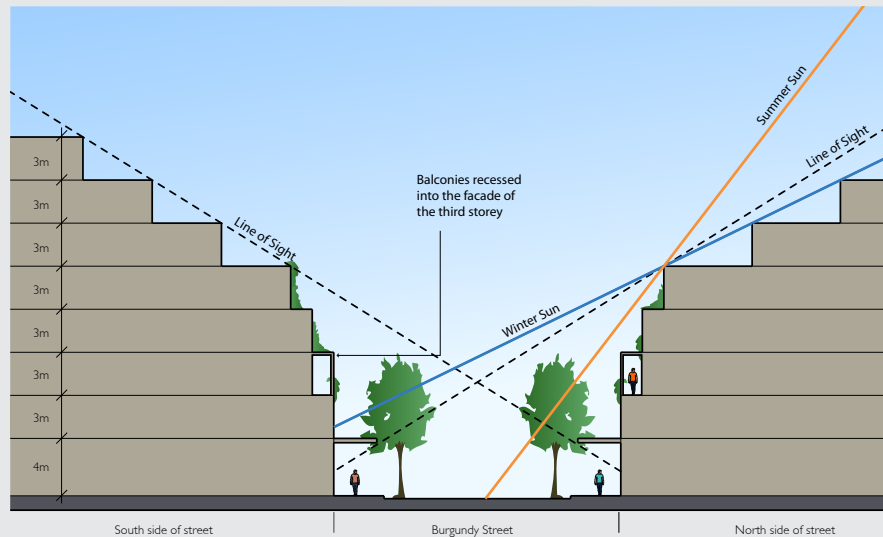 Summer Sun
Line of Sight
3m
Balconies recessed
into the facade of
the third storey
3m
Line of Sight
3m
3m
Winter Sun
3m
3m
3m
4m
South side of street
Burgundy Street
North side of street